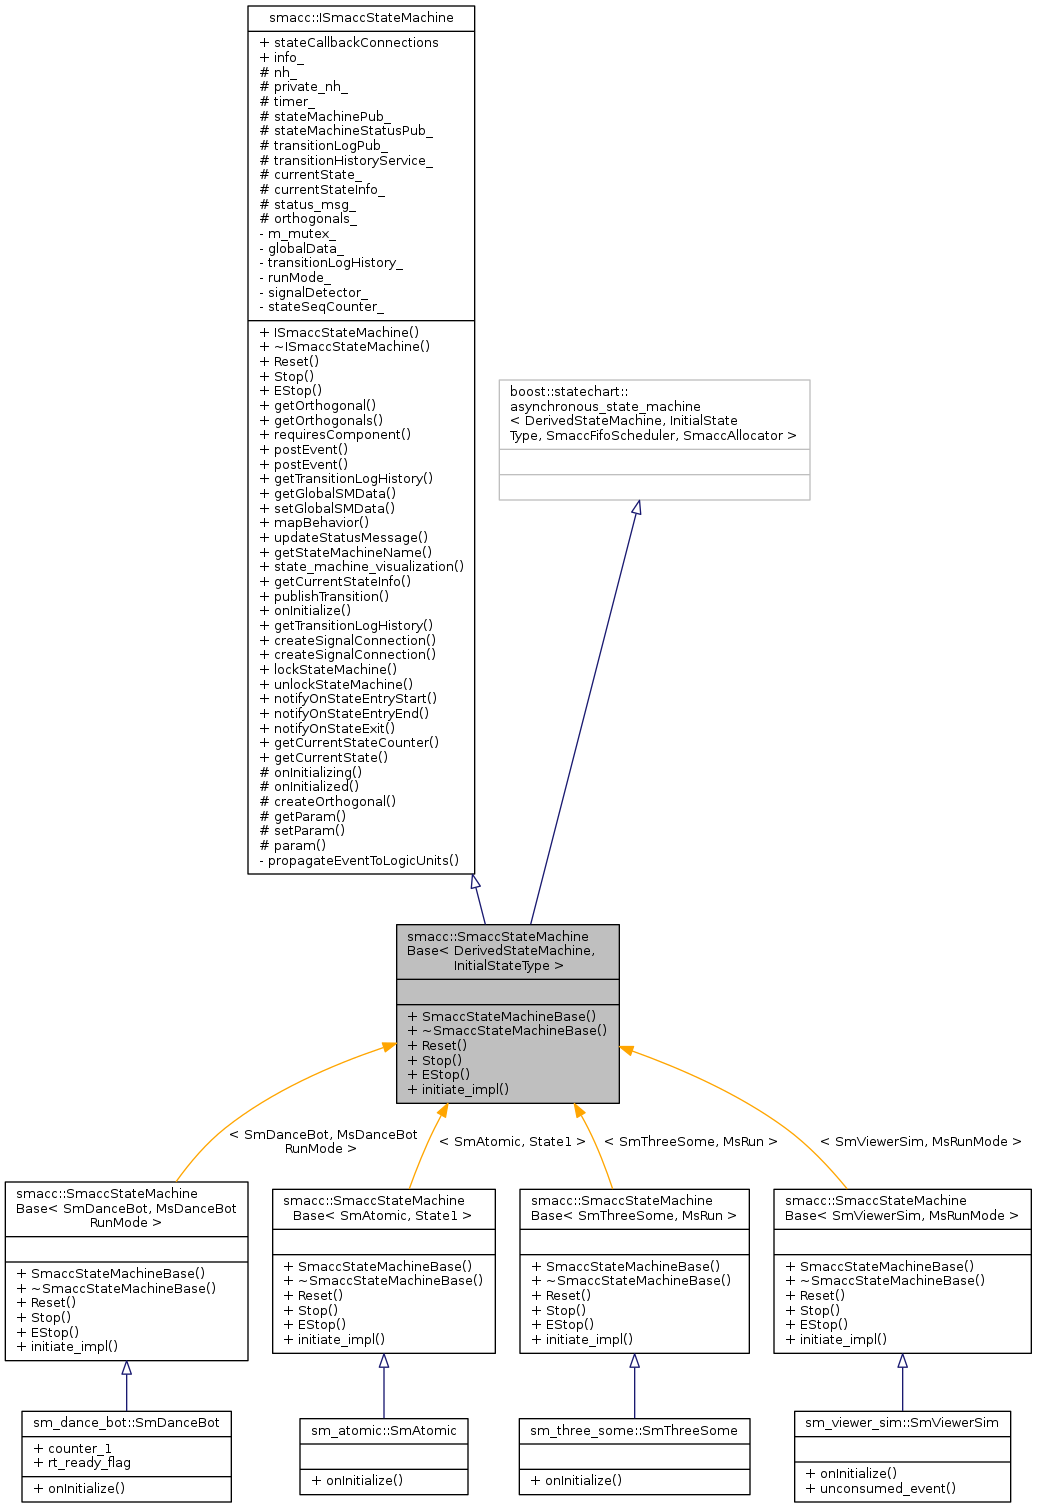 smacc::ISmaccStateMachine
+ stateCallbackConnections
+ info_
# nh_
# private_nh_
# timer_
# stateMachinePub_
# stateMachineStatusPub_
# transitionLogPub_
# transitionHistoryService_
# currentState_
# currentStateInfo_
# status_msg_
# orthogonals_
- m_mutex_
- globalData_
- transitionLogHistory_
- runMode_
- signalDetector_
- stateSeqCounter_
+ ISmaccStateMachine()
+ ~ISmaccStateMachine()
+ Reset()
+ Stop()
+ EStop()
+ getOrthogonal()
+ getOrthogonals()
+ requiresComponent()
+ postEvent()
+ postEvent()
+ getTransitionLogHistory()
+ getGlobalSMData()
+ setGlobalSMData()
+ mapBehavior()
+ updateStatusMessage()
+ getStateMachineName()
+ state_machine_visualization()
+ getCurrentStateInfo()
+ publishTransition()
+ onInitialize()
+ getTransitionLogHistory()
+ createSignalConnection()
+ createSignalConnection()
+ lockStateMachine()
+ unlockStateMachine()
+ notifyOnStateEntryStart()
+ notifyOnStateEntryEnd()
+ notifyOnStateExit()
+ getCurrentStateCounter()
+ getCurrentState()
# onInitializing()
# onInitialized()
# createOrthogonal()
# getParam()
# setParam()
# param()
- propagateEventToLogicUnits()
boost::statechart::
asynchronous_state_machine
< DerivedStateMachine, InitialState
Type, SmaccFifoScheduler, SmaccAllocator >
smacc::SmaccStateMachine
Base< DerivedStateMachine,
InitialStateType >
+ SmaccStateMachineBase()
+ ~SmaccStateMachineBase()
+ Reset()
+ Stop()
+ EStop()
+ initiate_impl()
< SmDanceBot, MsDanceBot
RunMode >
< SmAtomic, State1 >
< SmThreeSome, MsRun >
< SmViewerSim, MsRunMode >
smacc::SmaccStateMachine
Base< SmDanceBot, MsDanceBot
RunMode >
+ SmaccStateMachineBase()
+ ~SmaccStateMachineBase()
+ Reset()
+ Stop()
+ EStop()
+ initiate_impl()
smacc::SmaccStateMachine
Base< SmAtomic, State1 >
+ SmaccStateMachineBase()
+ ~SmaccStateMachineBase()
+ Reset()
+ Stop()
+ EStop()
+ initiate_impl()
smacc::SmaccStateMachine
Base< SmThreeSome, MsRun >
+ SmaccStateMachineBase()
+ ~SmaccStateMachineBase()
+ Reset()
+ Stop()
+ EStop()
+ initiate_impl()
smacc::SmaccStateMachine
Base< SmViewerSim, MsRunMode >
+ SmaccStateMachineBase()
+ ~SmaccStateMachineBase()
+ Reset()
+ Stop()
+ EStop()
+ initiate_impl()
sm_dance_bot::SmDanceBot
+ counter_1
+ rt_ready_flag
+ onInitialize()
sm_atomic::SmAtomic
+ onInitialize()
sm_three_some::SmThreeSome
+ onInitialize()
sm_viewer_sim::SmViewerSim
+ onInitialize()
+ unconsumed_event()